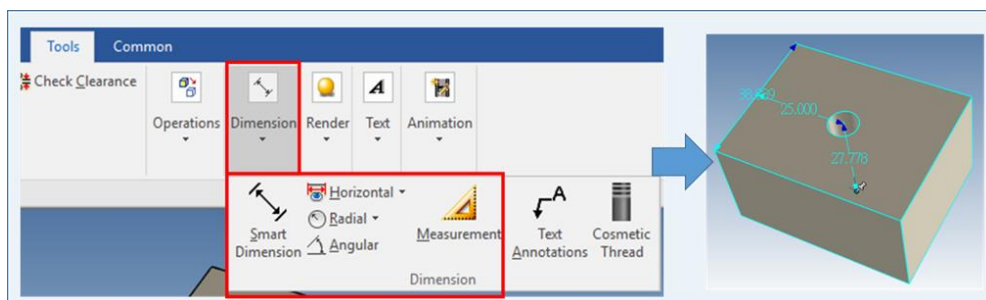 Tools Common
Check Clearance
Operations Dimension Render Text Animation
Smart Dimension
Horizontal
Radial
Angular
Measurement
Text Annotations
Cosmetic Thread
Dimension
25.000
27.778